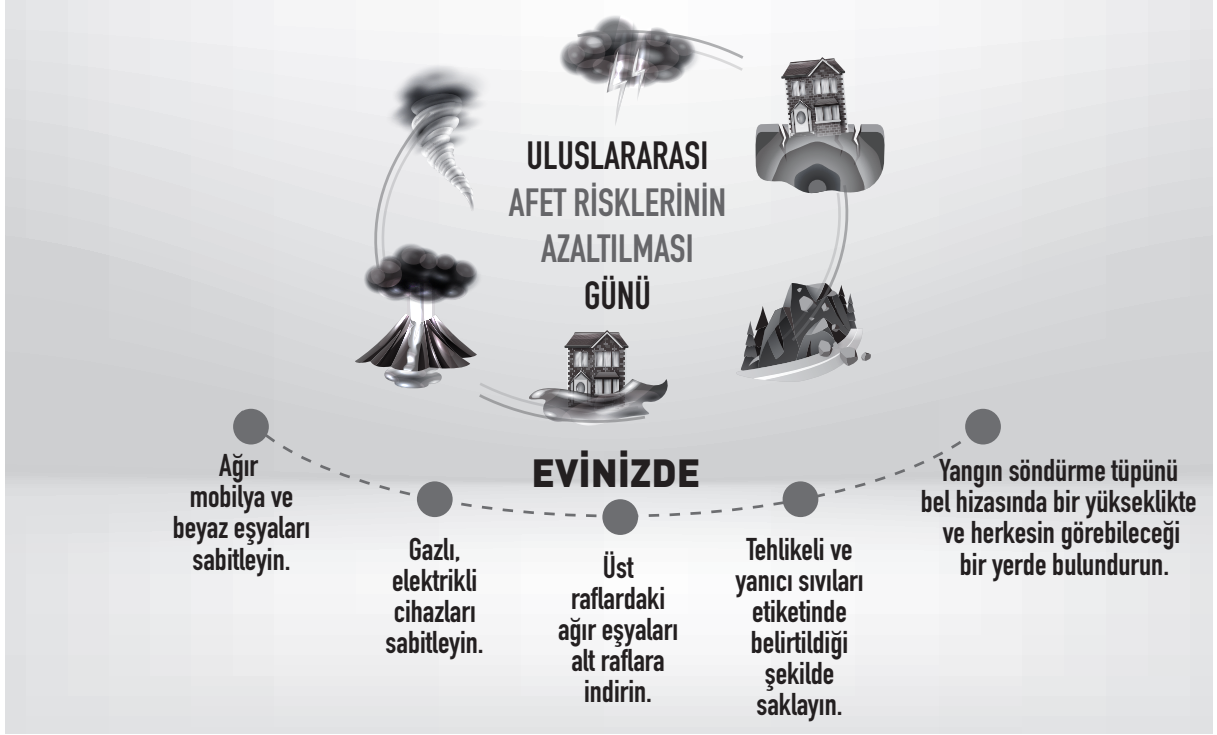 ULUSLARARASI
AFET RİSKLERİNİN
AZALTILMASI
GÜNÜ
EVİNİZDE
Ağır
mobilya ve
beyaz eşyaları
sabitleyin.
Gazlı,
elektrikli
cihazları
sabitleyin.
Üst
raflardaki
ağır eşyaları
alt raflara
indirin.
Tehlikeli ve
yanıcı sıvıları
etiketinde
belirtildiği
şekilde
saklayın.
Yangın söndürme tüpünü
bel hizasında bir yükseklikte
ve herkesin görebileceği
bir yerde bulundurun.